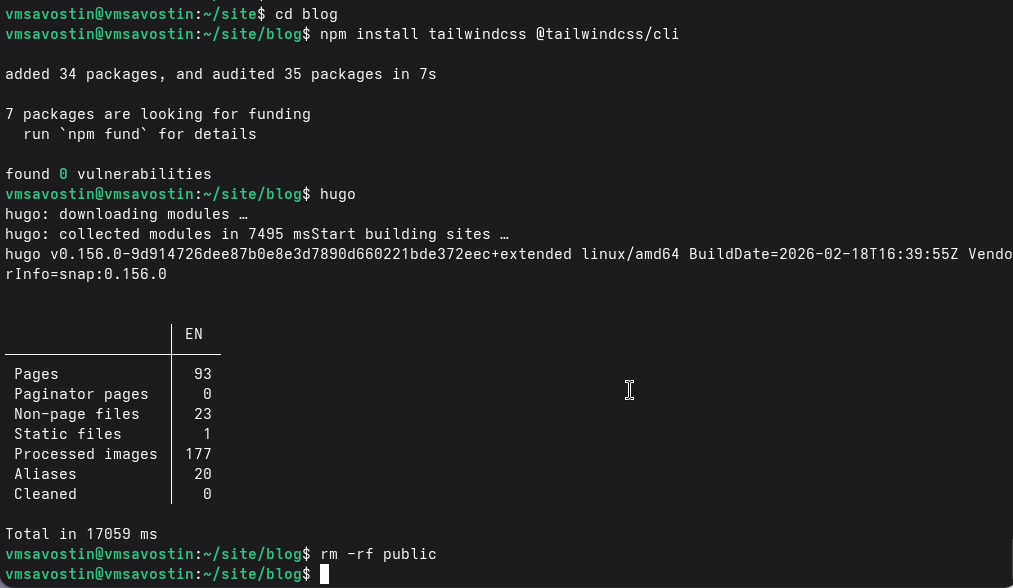 vmsavostin@vmsavostin:~/site$ cd blog
vmsavostin@vmsavostin:~/site/blog$ npm install tailwindcss @tailwindcss/cli
added 34 packages, and audited 35 packages in 7s
7 packages are looking for funding
  run `npm fund` for details
found 0 vulnerabilities
vmsavostin@vmsavostin:~/site/blog$ hugo
hugo: downloading modules …
hugo: collected modules in 7495 msStart building sites …
hugo v0.156.0-9d914726dee87b0e8e3d7890d660221bde372eec+extended linux/amd64 BuildDate=2026-02-18T16:39:55Z Vendo
rInfo=snap:0.156.0
EN
Pages 93
Paginator pages 0
Non-page files 23
Static files 1
Processed images 177
Aliases 20
Cleaned 0
Total in 17059 ms
vmsavostin@vmsavostin:~/site/blog$ rm -rf public
vmsavostin@vmsavostin:~/site/blog$